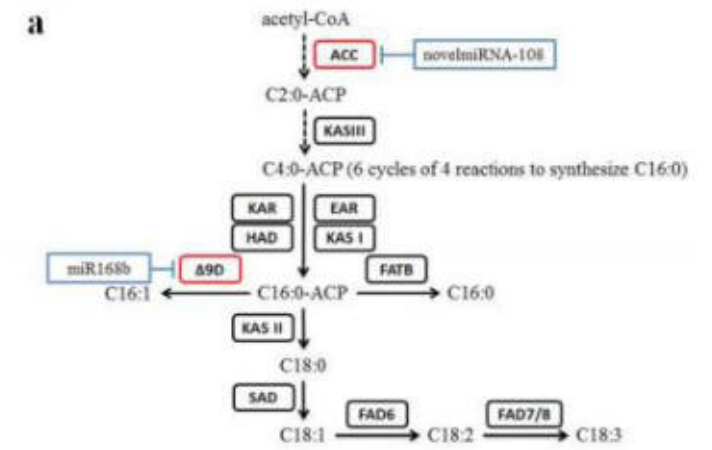 a
acetyl-CoA
ACC
novelmiRNA-108
C2:0-ACP
KASIII
C4:0-ACP (6 cycles of 4 reactions to synthesize C16:0)
KAR
EAR
HAD
KAS I
miR168b
Δ9D
FATB
C16:1
C16:0-ACP
C16:0
KAS II
C18:0
SAD
FAD6
FAD7/8
C18:1
C18:2
C18:3